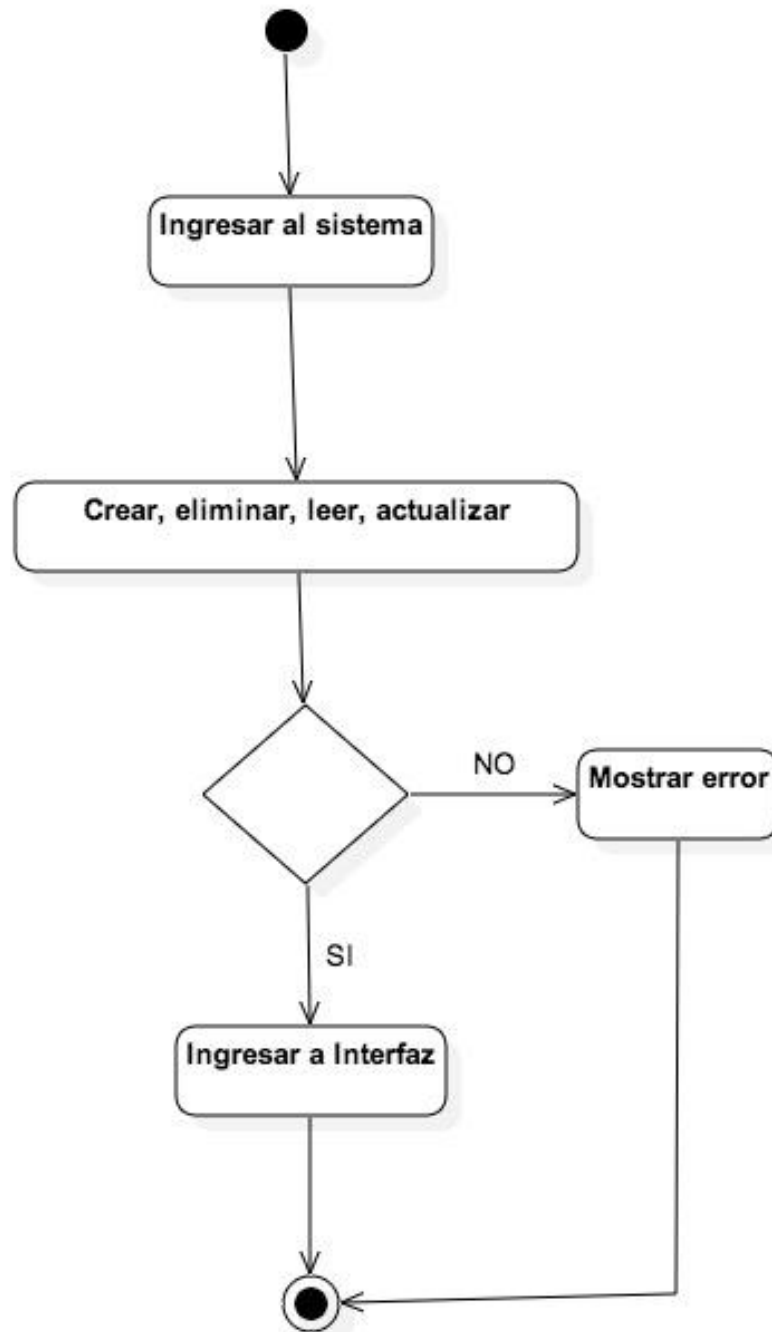 Ingresar al sistema
Crear, eliminar, leer, actualizar
NO
Mostrar error
SI
Ingresar a Interfaz